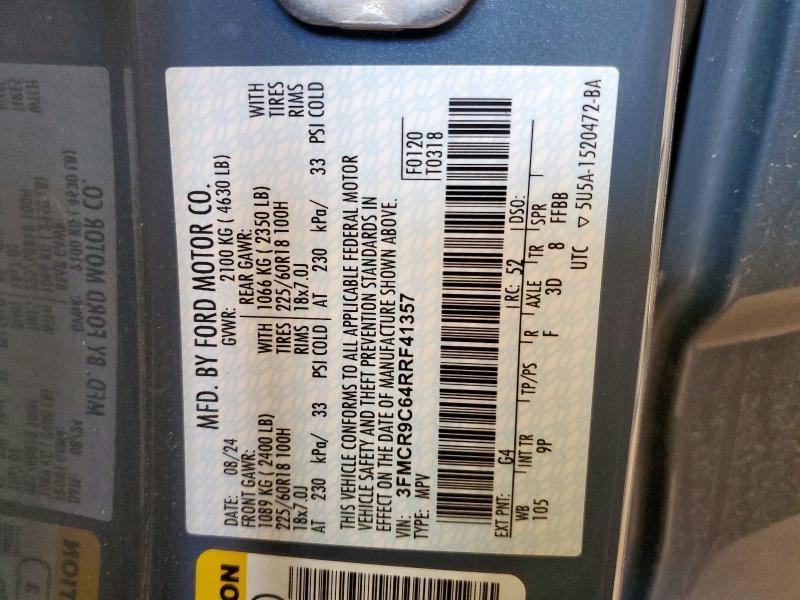 MFD. BY FORD MOTOR CO.
DATE: 08/24 GVWR: 2100 KG ( 4630 LB)
FRONT GAWR: REAR GAWR:
1089 KG ( 2400 LB) WITH 1066 KG ( 2350 LB) WITH
225/60R18 100H TIRES 225/60R18 100H TIRES
18x7.0J RIMS 18x7.0J RIMS
AT 230 kPa/ 33 PSI COLD AT 230 kPa/ 33 PSI COLD
THIS VEHICLE CONFORMS TO ALL APPLICABLE FEDERAL MOTOR
VEHICLE SAFETY AND THEFT PREVENTION STANDARDS IN
EFFECT ON THE DATE OF MANUFACTURE SHOWN ABOVE.
VIN: 3FMCR9C64RRF41357
TYPE: MPV
F0120
T0318
EXT PNT: G4 RC: 52 DSO:
WB INT TR TP/PS R AXLE TR SPR
105 9P F 3D 8 FFBB
UTC ▽ 5U5A-1520472-BA
ION